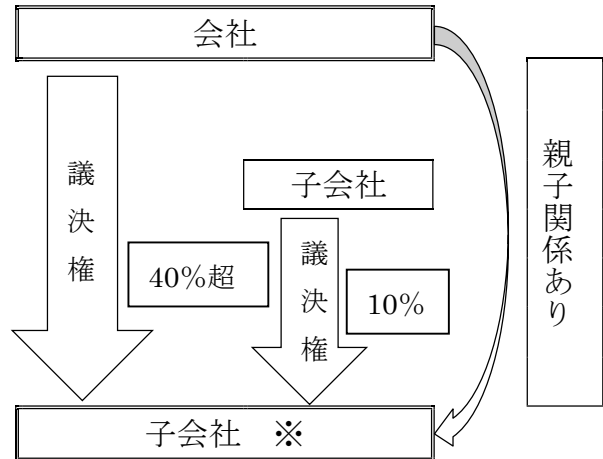 会社
議決権
子会社
議決権
40%超
10%
親子関係あり
子会社　※